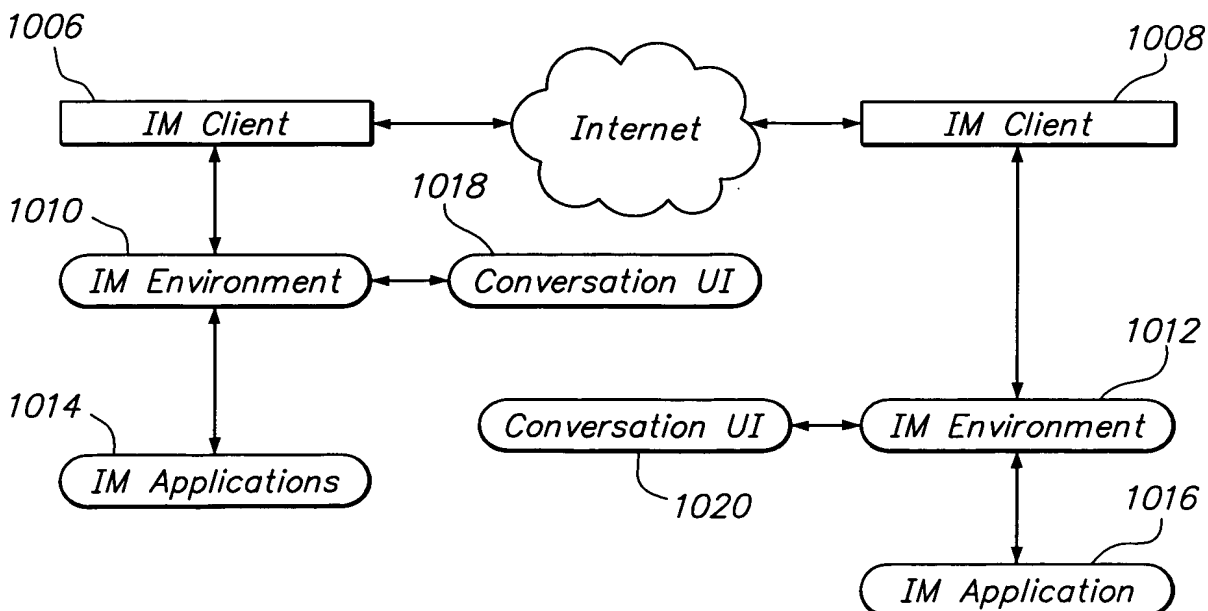 1006
1008
IM Client
Internet
IM Client
1010
1018
IM Environment
Conversation UI
1012
1014
Conversation UI
IM Environment
IM Applications
1020
1016
IM Application